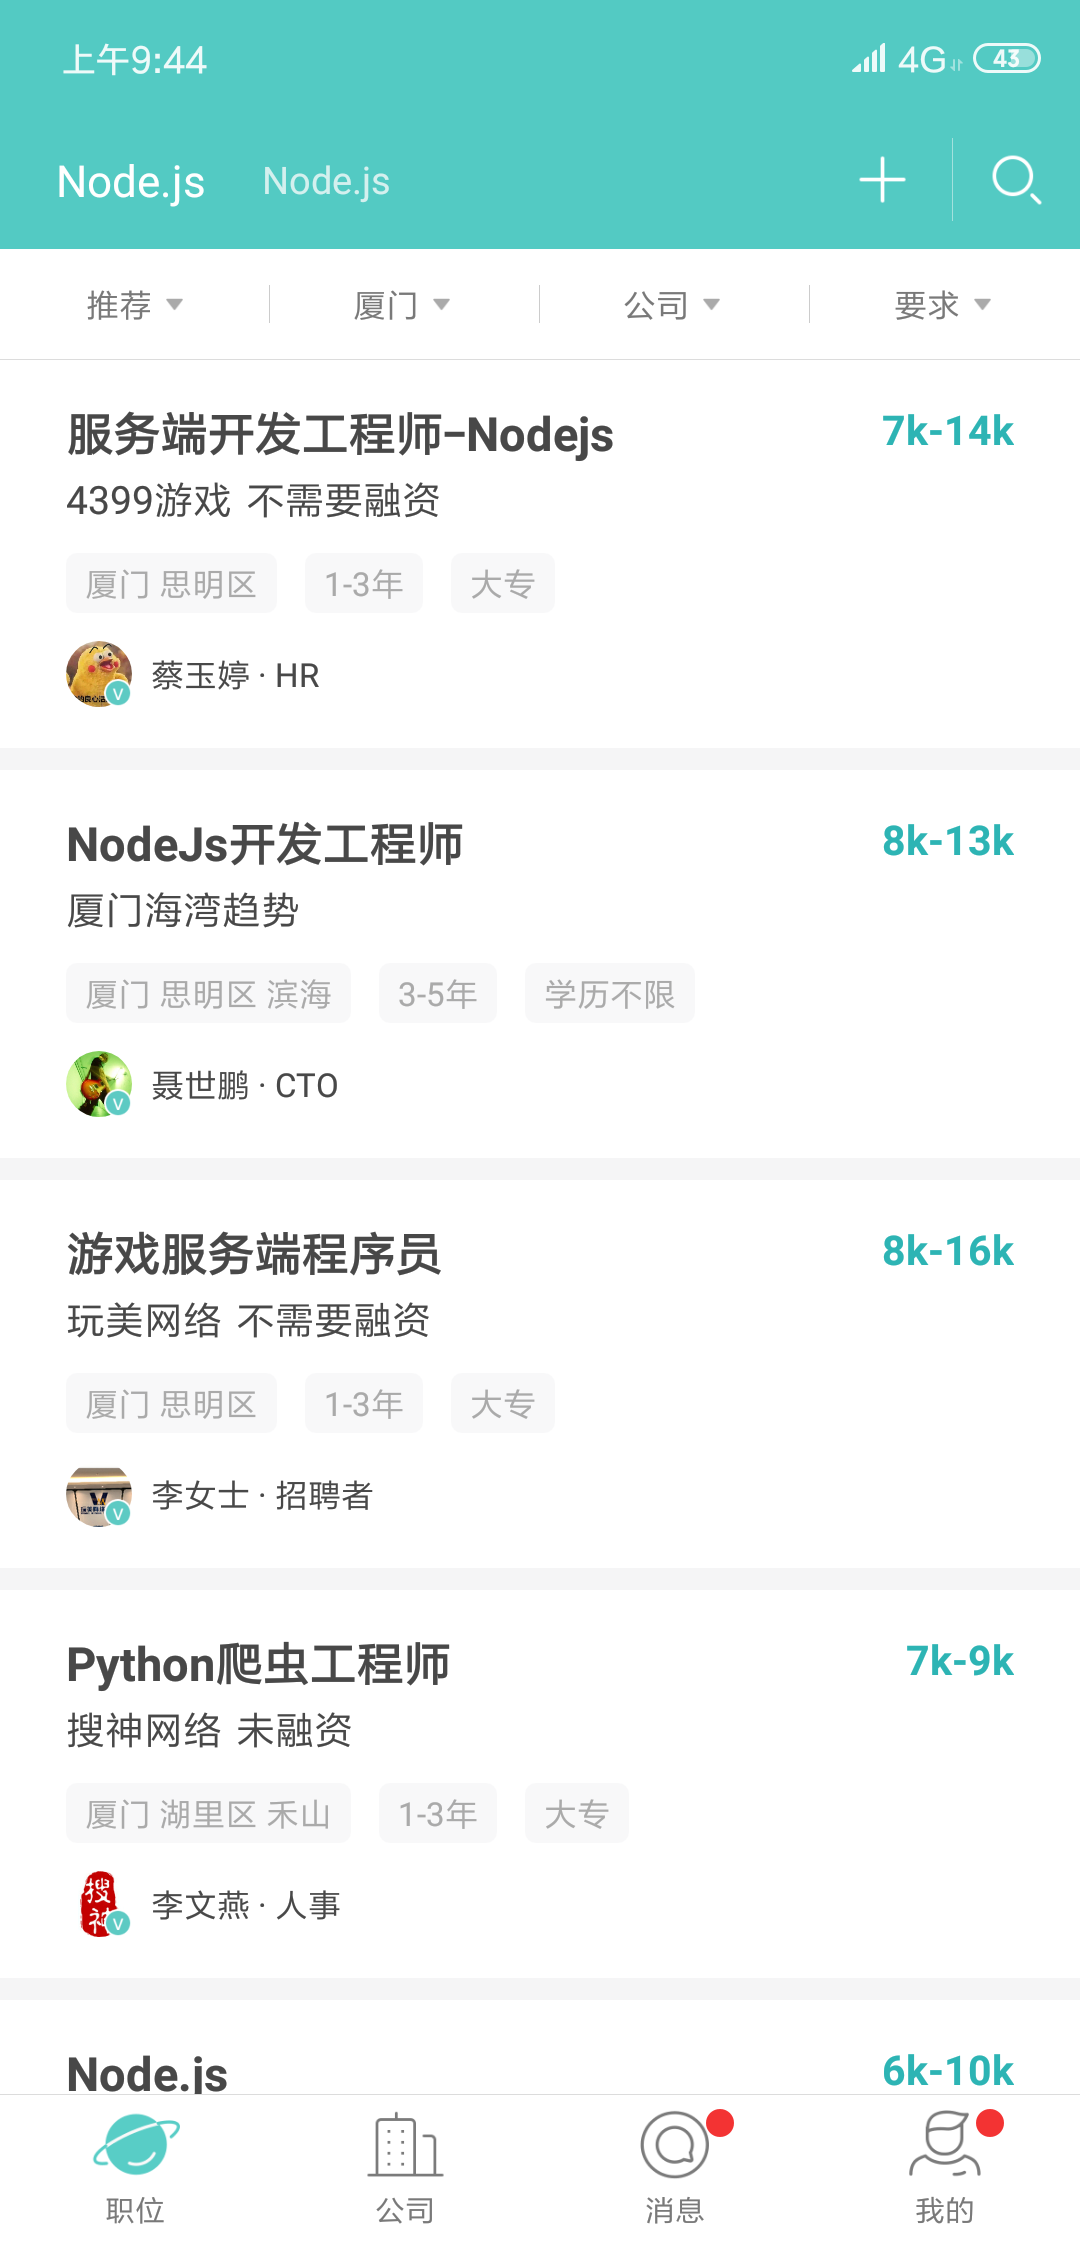 上午9:44
4G
43
Node.js
Node.js
推荐
厦门
公司
要求
服务端开发工程师-Nodejs
7k-14k
4399游戏 不需要融资
厦门 思明区
1-3年
大专
蔡玉婷 · HR
NodeJs开发工程师
8k-13k
厦门海湾趋势
厦门 思明区 滨海
3-5年
学历不限
聂世鹏 · CTO
游戏服务端程序员
8k-16k
玩美网络 不需要融资
厦门 思明区
1-3年
大专
李女士 · 招聘者
Python爬虫工程师
7k-9k
搜神网络 未融资
厦门 湖里区 禾山
1-3年
大专
搜神
李文燕 · 人事
Node.js
6k-10k
职位
公司
消息
我的